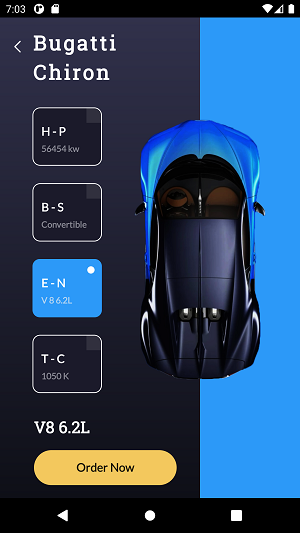 7:03
Bugatti
Chiron
H-P
56454 kw
B-S
Convertible
E-N
V 8 6.2L
T-C
1050 K
V8 6.2L
Order Now